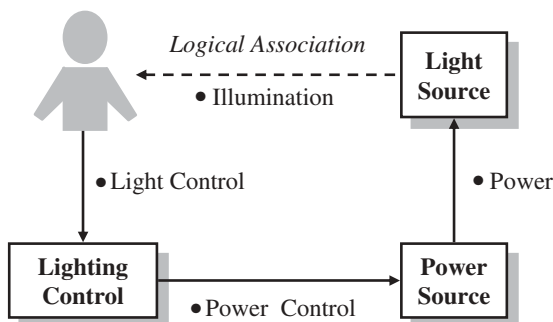 Logical Association
• Illumination
Light
Source
• Light Control
• Power
Lighting
Control
• Power Control
Power
Source